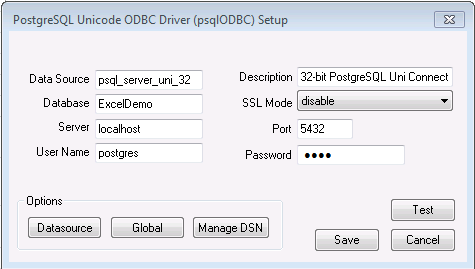 PostgreSQL Unicode ODBC Driver (psqlODBC) Setup
Data Source psql_server_uni_32 Description 32-bit PostgreSQL Uni Connect
Database ExcelDemo SSL Mode disable
Server localhost Port 5432
User Name postgres Password ●●●●
Options
Test
Datasource Global Manage DSN Save Cancel